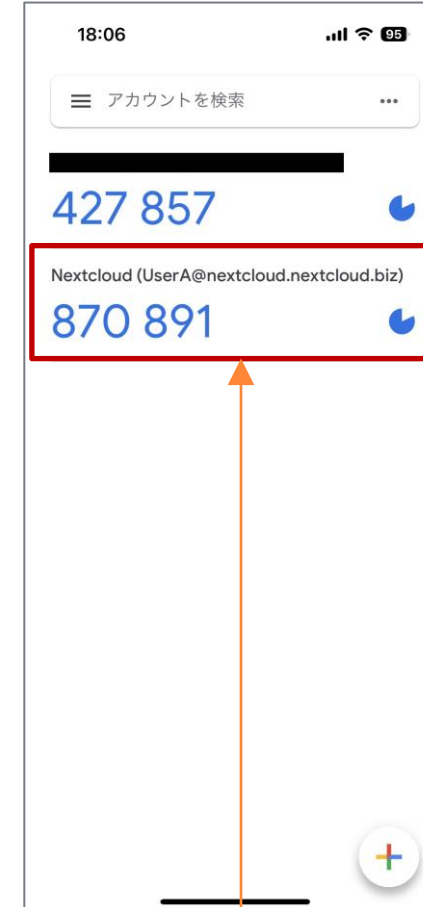 18:06
95
アカウントを検索
427 857
Nextcloud (UserA@nextcloud.nextcloud.biz)
870 891